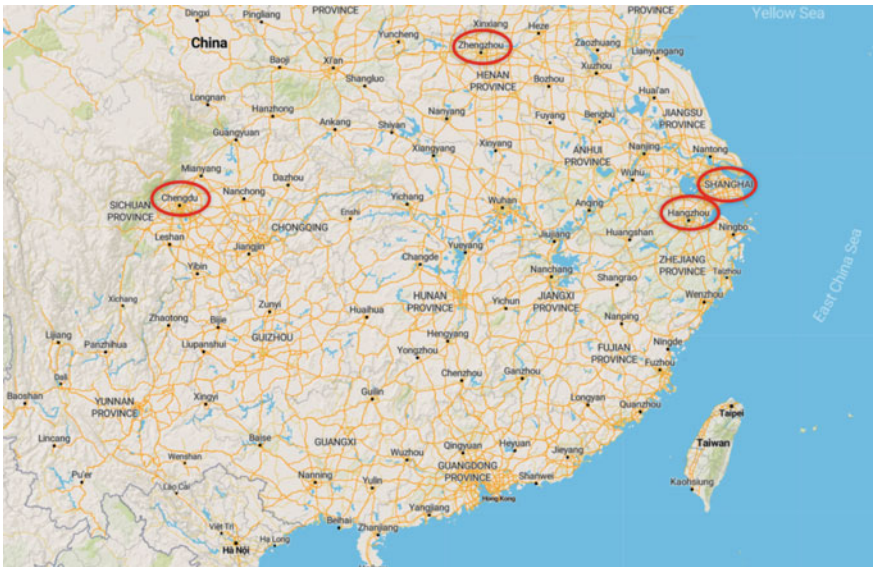 Dingxi
Pingliang
PROVINCE
Xinxiang
Heze
PROVINCE
Yellow Sea
Yuncheng
China
Zhengzhou
Zaozhuang
Lianyungang
Baoji
Xi'an
Xuzhou
Shangluo
HENAN
PROVINCE
Bozhou
Huai'an
Longnan
Hanzhong
Nanyang
Fuyang
Bengbu
JIANGSU
PROVINCE
Ankang
Shiyan
Guangyuan
Xiangyang
Xinyang
ANHUI
PROVINCE
Nanjing
Nantong
Mianyang
Dazhou
Wuhu
SHANGHAI
Chengdu
Nanchong
Yichang
Wuhan
Anqing
Hangzhou
SICHUAN
PROVINCE
Enshi
CHONGQING
Ningbo
Leshan
Jiangjin
Yueyang
Jiujiang
Huangshan
Changde
ZHEJIANG
PROVINCE
Yibin
Nanchang
Shangrao
Taizhou
East China Sea
Xichang
Zunyi
HUNAN
PROVINCE
Yichun
JIANGXI
PROVINCE
Wenzhou
Zhaotong
Bijie
Huaihua
Nanping
Lijiang
Panzhihua
Liupanshui
GUIZHOU
Hengyang
Ningde
Yongzhou
FUJIAN
PROVINCE
Fuzhou
Dali
Chenzhou
Ganzhou
Baoshan
YUNNAN
PROVINCE
Xingyi
Guilin
Longyan
Quanzhou
Taipei
Lincang
Baise
GUANGXI
Wuzhou
Qingyuan
Heyuan
Jieyang
Taiwan
Wenshan
GUANGDONG
PROVINCE
Pu'er
Lào Cai
Nanning
Yulin
Shanwei
Kaohsiung
Hong Kong
Yangjiang
Việt Trì
Beihai
Zhanjiang
Hà Nội
Hạ Long